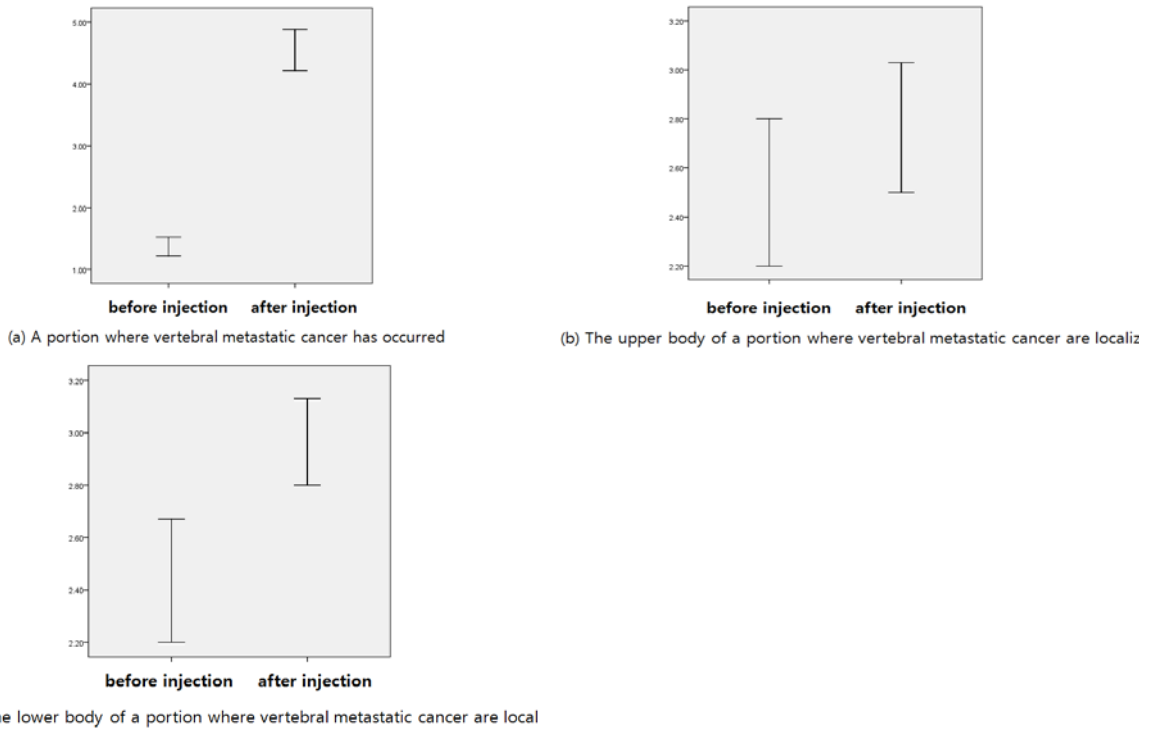 5.00
4.00
3.00
2.00
1.00
before injection after injection
(a) A portion where vertebral metastatic cancer has occurred
3.20
3.00
2.80
2.60
2.40
2.20
before injection after injection
(b) The upper body of a portion where vertebral metastatic cancer are localiz
3.20
3.00
2.80
2.60
2.40
2.20
before injection after injection
lower body of a portion where vertebral metastatic cancer are local